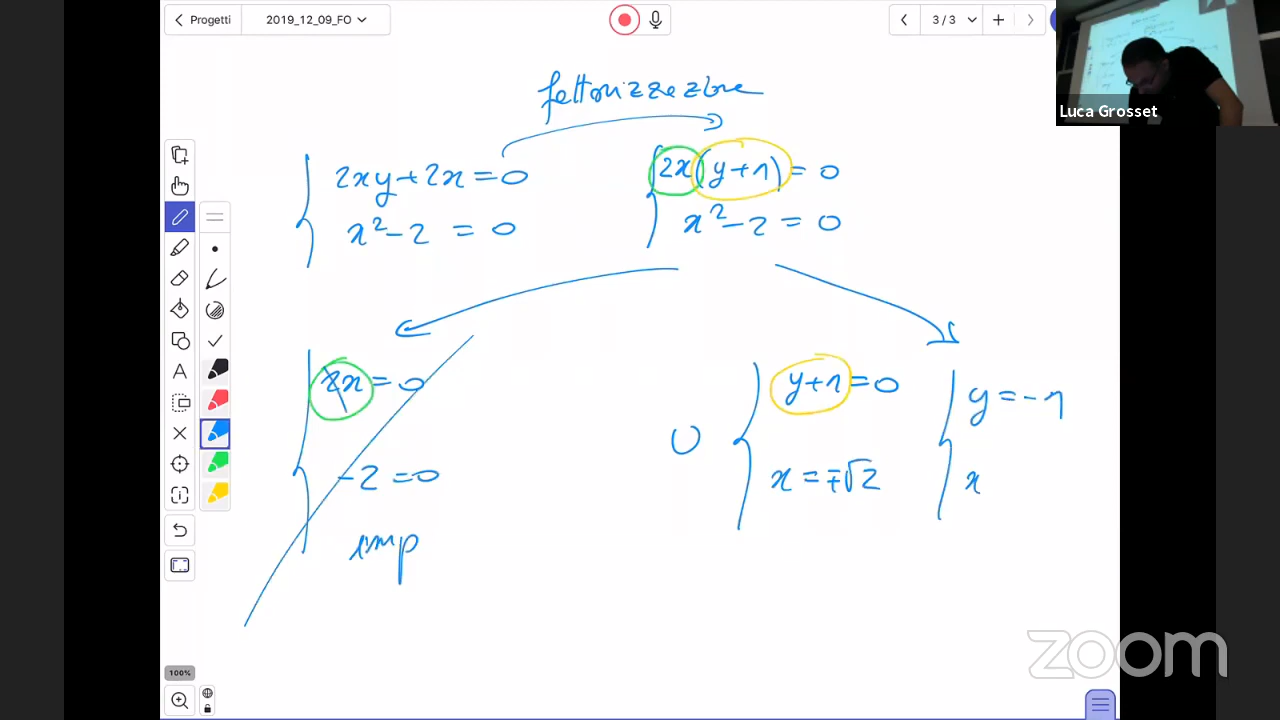 Progetti
2019_12_09_FO
3/3
Luca Grosset
fattorizzazione
2xy+2x=0
x²-2 = 0
2x(y+1)=0
x²-2=0
2x=0
-2=0
imp
U
y+1=0
x=∓√2
y=-1
x
A
100%
zoom